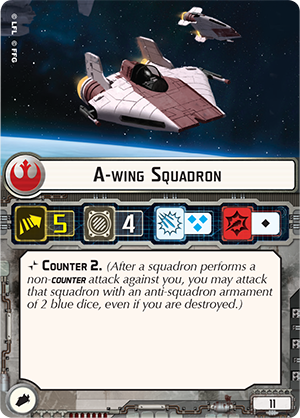 © LFL © FFG
A-WING SQUADRON
5
4
COUNTER 2. (After a squadron performs a
non-COUNTER attack against you, you may attack
that squadron with an anti-squadron armament
of 2 blue dice, even if you are destroyed.)
11